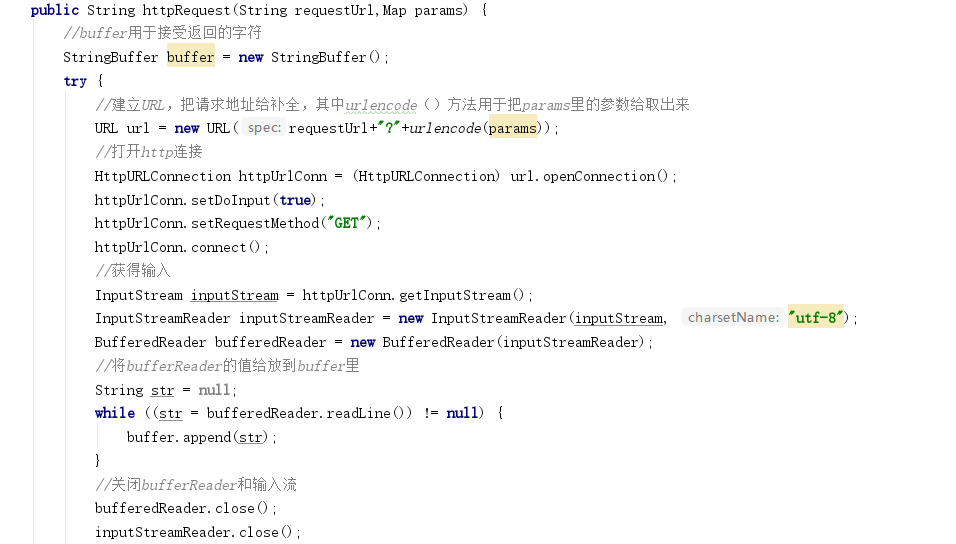 public String httpRequest(String requestUrl,Map params) {
//buffer用于接受返回的字符
StringBuffer buffer = new StringBuffer();
try {
//建立URL，把请求地址给补全，其中urlencode（）方法用于把params里的参数给取出来
URL url = new URL( spec: requestUrl+"?"+urlencode(params));
//打开http连接
HttpURLConnection httpUrlConn = (HttpURLConnection) url.openConnection();
httpUrlConn.setDoInput(true);
httpUrlConn.setRequestMethod("GET");
httpUrlConn.connect();
//获得输入
InputStream inputStream = httpUrlConn.getInputStream();
InputStreamReader inputStreamReader = new InputStreamReader(inputStream, charsetName: "utf-8");
BufferedReader bufferedReader = new BufferedReader(inputStreamReader);
//将bufferReader的值给放到buffer里
String str = null;
while ((str = bufferedReader.readLine()) != null) {
buffer.append(str);
}
//关闭bufferReader和输入流
bufferedReader.close();
inputStreamReader.close();